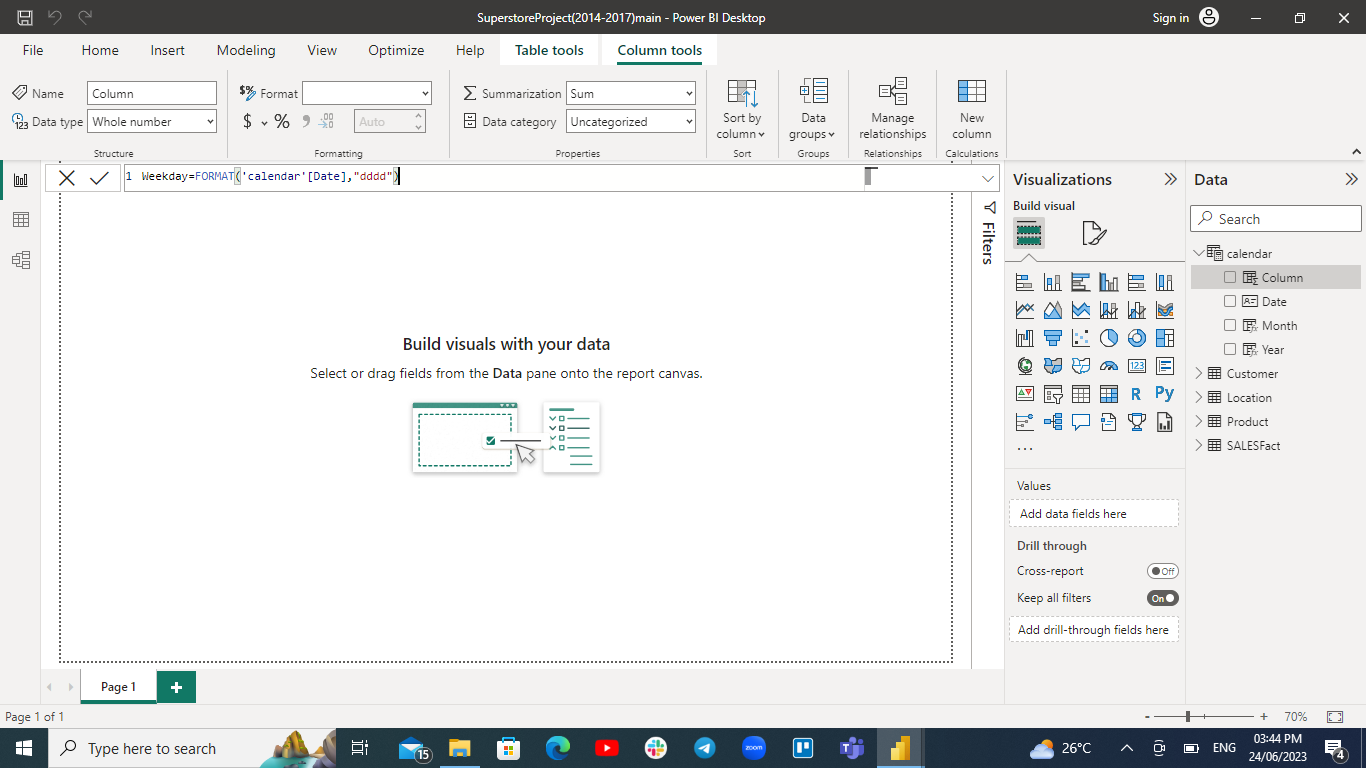 SuperstoreProject(2014-2017)main - Power BI Desktop
Sign in
File Home Insert Modeling View Optimize Help Table tools Column tools
Name Column
Data type Whole number
Structure
Format
$ % Auto
Formatting
Summarization Sum
Data category Uncategorized
Properties
Sort by
column
Sort
Data
groups
Groups
Manage
relationships
Relationships
New
column
Calculations
1 Weekday=FORMAT('calendar'[Date],"dddd")
Filters
Build visuals with your data
Select or drag fields from the Data pane onto the report canvas.
Visualizations
Build visual
123
R
Py
...
Values
Add data fields here
Drill through
Cross-report Off
Keep all filters On
Add drill-through fields here
Data
Search
calendar
Column
Date
Month
Year
Customer
Location
Product
SALESFact
Page 1
Page 1 of 1
- + 70%
Type here to search
15
zoom
26°C
ENG
03:44 PM
24/06/2023
4